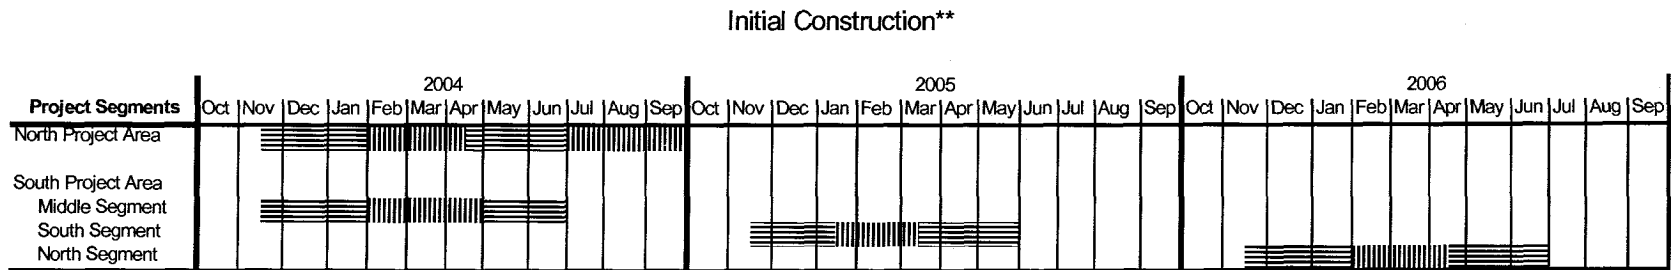 Initial Construction**
2004 2005 2006
Project Segments Oct Nov Dec Jan Feb Mar Apr May Jun Jul Aug Sep Oct Nov Dec Jan Feb Mar Apr May Jun Jul Aug Sep Oct Nov Dec Jan Feb Mar Apr May Jun Jul Aug Sep
North Project Area
South Project Area
Middle Segment
South Segment
North Segment